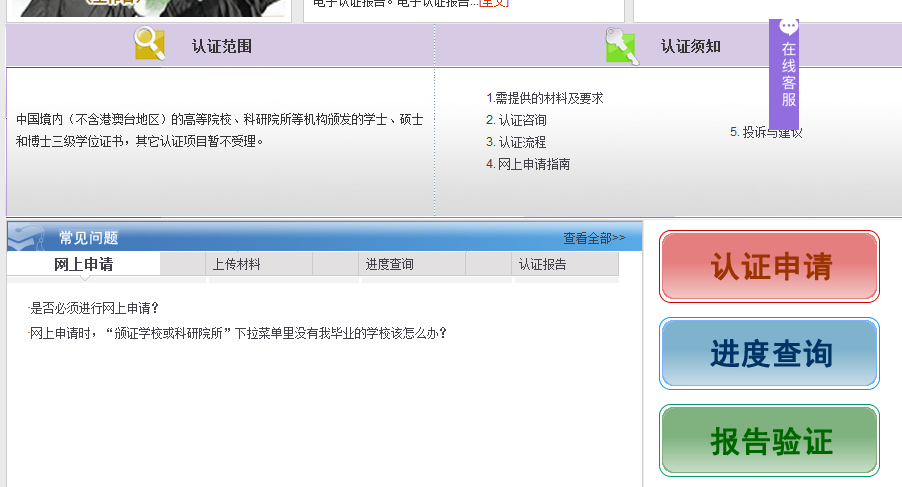 电子认证报告。电子认证报告...[全文]
认证范围
认证须知
在线客服
中国境内（不含港澳台地区）的高等院校、科研院所等机构颁发的学士、硕士
和博士三级学位证书，其它认证项目暂不受理。
1.需提供的材料及要求
2. 认证咨询
3. 认证流程
4. 网上申请指南
5. 投诉与建议
常见问题
查看全部>>
网上申请
上传材料
进度查询
认证报告
·是否必须进行网上申请？
·网上申请时，“颁证学校或科研院所”下拉菜单里没有我毕业的学校该怎么办？
认证申请
进度查询
报告验证